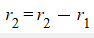 r₂ = r₂ − r₁